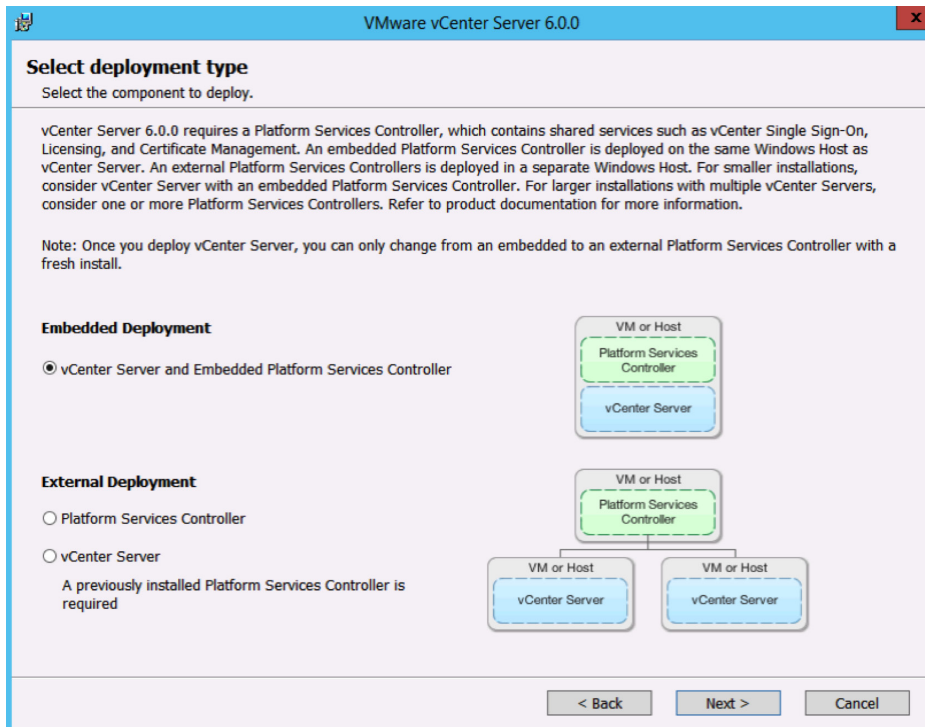 VMware vCenter Server 6.0.0
x
Select deployment type
Select the component to deploy.
vCenter Server 6.0.0 requires a Platform Services Controller, which contains shared services such as vCenter Single Sign-On,
Licensing, and Certificate Management. An embedded Platform Services Controller is deployed on the same Windows Host as
vCenter Server. An external Platform Services Controllers is deployed in a separate Windows Host. For smaller installations,
consider vCenter Server with an embedded Platform Services Controller. For larger installations with multiple vCenter Servers,
consider one or more Platform Services Controllers. Refer to product documentation for more information.
Note: Once you deploy vCenter Server, you can only change from an embedded to an external Platform Services Controller with a
fresh install.
Embedded Deployment
vCenter Server and Embedded Platform Services Controller
VM or Host
Platform Services
Controller
vCenter Server
External Deployment
Platform Services Controller
vCenter Server
A previously installed Platform Services Controller is
required
VM or Host
Platform Services
Controller
VM or Host
vCenter Server
VM or Host
vCenter Server
< Back
Next >
Cancel